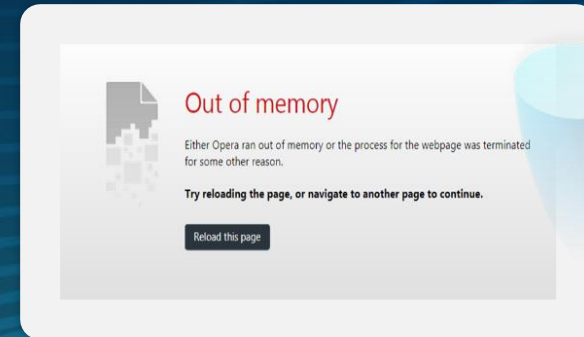 Out of memory
Either Opera ran out of memory or the process for the webpage was terminated
for some other reason.
Try reloading the page, or navigate to another page to continue.
Reload this page